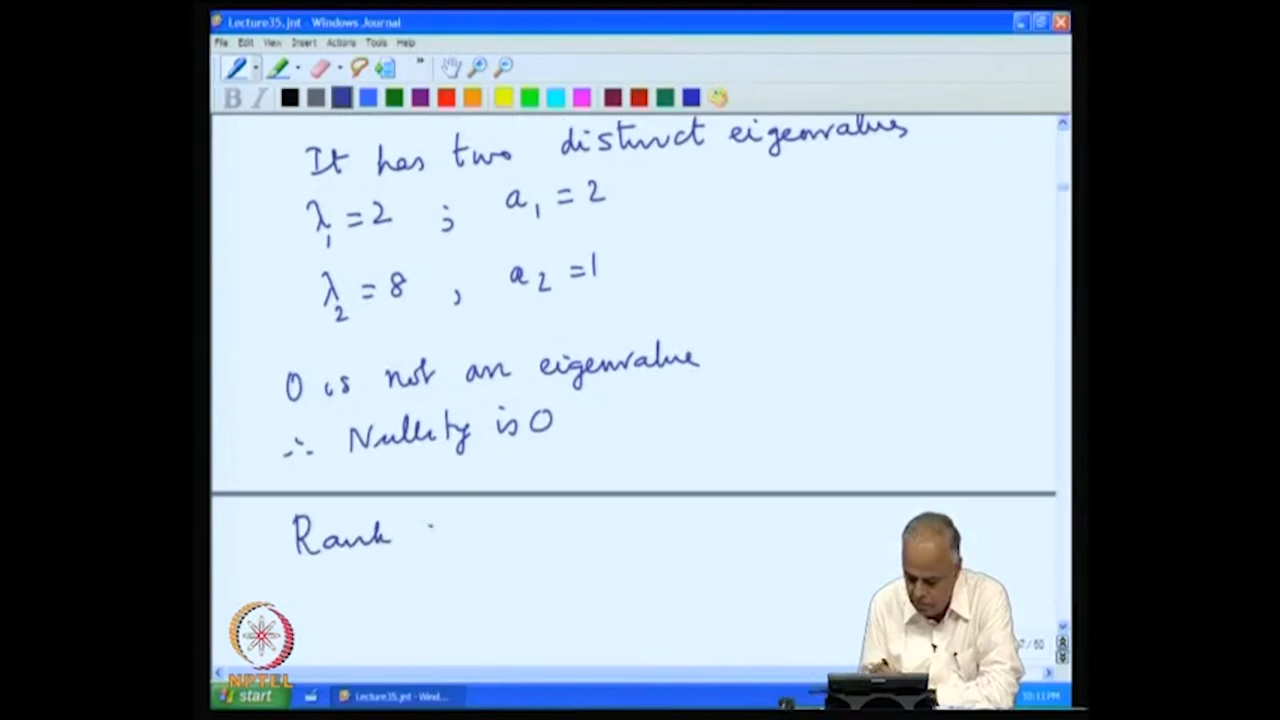 Lecture35.jnt - Windows Journal
File Edit View Insert Actions Tools Help
B I
It has two distinct eigenvalues
λ₁ = 2 ; a₁ = 2
λ₂ = 8 , a₂ = 1
0 is not an eigenvalue
∴ Nullity is 0
Rank
NPTEL
start Lecture35.jnt - Wind...